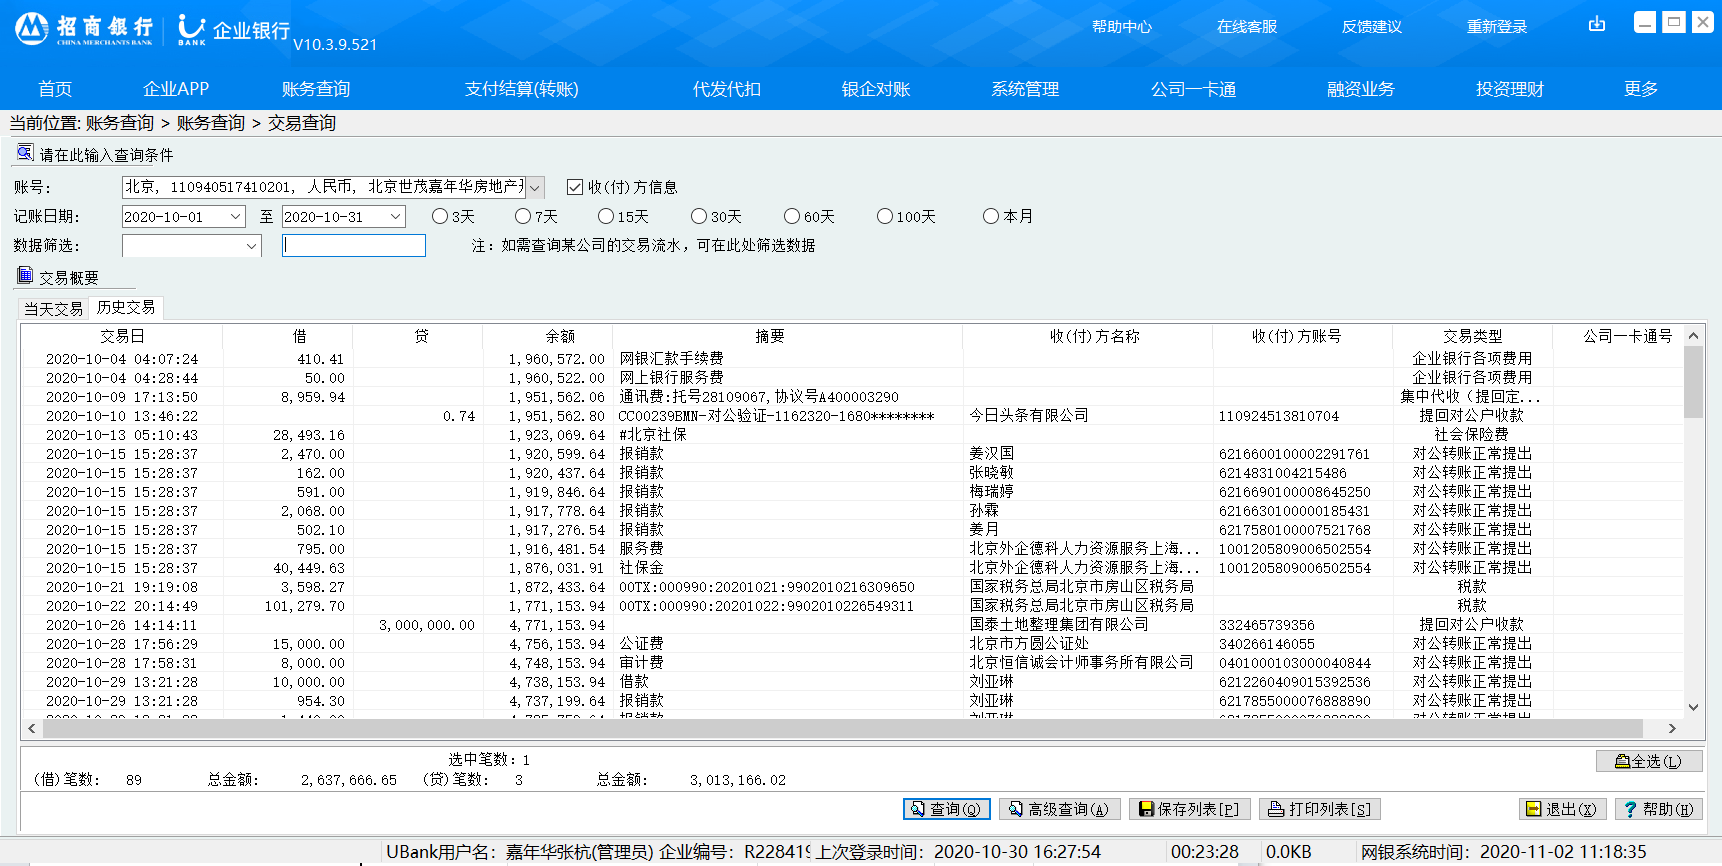 招商银行 CHINA MERCHANTS BANK U BANK 企业银行 V10.3.9.521 帮助中心 在线客服 反馈建议 重新登录
首页 企业APP 账务查询 支付结算(转账) 代发代扣 银企对账 系统管理 公司一卡通 融资业务 投资理财 更多
当前位置: 账务查询 > 账务查询 > 交易查询
请在此输入查询条件
账号: 北京, 110940517410201, 人民币, 北京世茂嘉年华房地产开 收(付)方信息
记账日期: 2020-10-01 至 2020-10-31 3天 7天 15天 30天 60天 100天 本月
数据筛选: 注：如需查询某公司的交易流水，可在此处筛选数据
交易概要
当天交易 历史交易
交易日 借 贷 余额 摘要 收(付)方名称 收(付)方账号 交易类型 公司一卡通号
2020-10-04 04:07:24 410.41 1,960,572.00 网银汇款手续费 企业银行各项费用
2020-10-04 04:28:44 50.00 1,960,522.00 网上银行服务费 企业银行各项费用
2020-10-09 17:13:50 8,959.94 1,951,562.06 通讯费:托号28109067,协议号A400003290 集中代收（提回定...
2020-10-10 13:46:22 0.74 1,951,562.80 CC00239BMN-对公验证-1162320-1680******** 今日头条有限公司 110924513810704 提回对公户收款
2020-10-13 05:10:43 28,493.16 1,923,069.64 #北京社保 社会保险费
2020-10-15 15:28:37 2,470.00 1,920,599.64 报销款 姜汉国 6216600100002291761 对公转账正常提出
2020-10-15 15:28:37 162.00 1,920,437.64 报销款 张晓敏 6214831004215486 对公转账正常提出
2020-10-15 15:28:37 591.00 1,919,846.64 报销款 梅瑞婷 6216690100008645250 对公转账正常提出
2020-10-15 15:28:37 2,068.00 1,917,778.64 报销款 孙霖 6216630100000185431 对公转账正常提出
2020-10-15 15:28:37 502.10 1,917,276.54 报销款 姜月 6217580100007521768 对公转账正常提出
2020-10-15 15:28:37 795.00 1,916,481.54 服务费 北京外企德科人力资源服务上海... 1001205809006502554 对公转账正常提出
2020-10-15 15:28:37 40,449.63 1,876,031.91 社保金 北京外企德科人力资源服务上海... 1001205809006502554 对公转账正常提出
2020-10-21 19:19:08 3,598.27 1,872,433.64 00TX:000990:20201021:9902010216309650 国家税务总局北京市房山区税务局 税款
2020-10-22 20:14:49 101,279.70 1,771,153.94 00TX:000990:20201022:9902010226549311 国家税务总局北京市房山区税务局 税款
2020-10-26 14:14:11 3,000,000.00 4,771,153.94 国泰土地整理集团有限公司 332465739356 提回对公户收款
2020-10-28 17:56:29 15,000.00 4,756,153.94 公证费 北京市方圆公证处 340266146055 对公转账正常提出
2020-10-28 17:58:31 8,000.00 4,748,153.94 审计费 北京恒信诚会计师事务所有限公司 0401000103000040844 对公转账正常提出
2020-10-29 13:21:28 10,000.00 4,738,153.94 借款 刘亚琳 6212260409015392536 对公转账正常提出
2020-10-29 13:21:28 954.30 4,737,199.64 报销款 刘亚琳 6217855000076888890 对公转账正常提出
选中笔数: 1
(借)笔数: 89 总金额: 2,637,666.65 (贷)笔数: 3 总金额: 3,013,166.02 全选(L)
查询(Q) 高级查询(A) 保存列表[P] 打印列表[S] 退出(X) 帮助(H)
UBank用户名: 嘉年华张杭(管理员) 企业编号: R228419 上次登录时间: 2020-10-30 16:27:54 00:23:28 0.0KB 网银系统时间: 2020-11-02 11:18:35